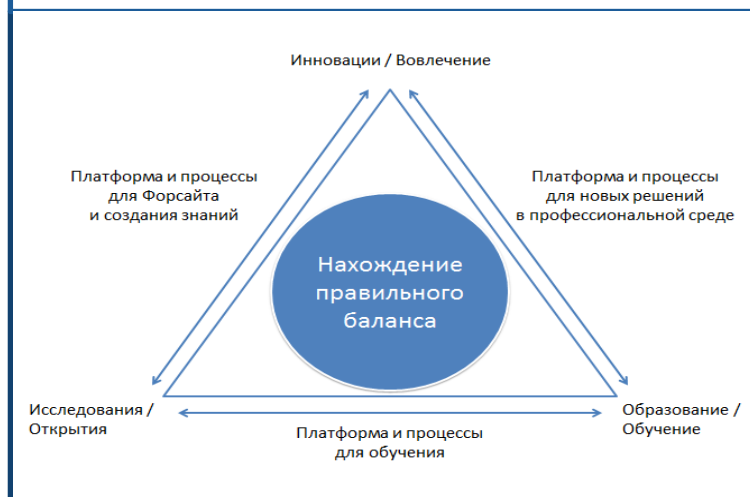 Инновации / Вовлечение
Платформа и процессы
для Форсайта
и создания знаний
Платформа и процессы
для новых решений
в профессиональной среде
Нахождение
правильного
баланса
Исследования /
Открытия
Образование /
Обучение
Платформа и процессы
для обучения